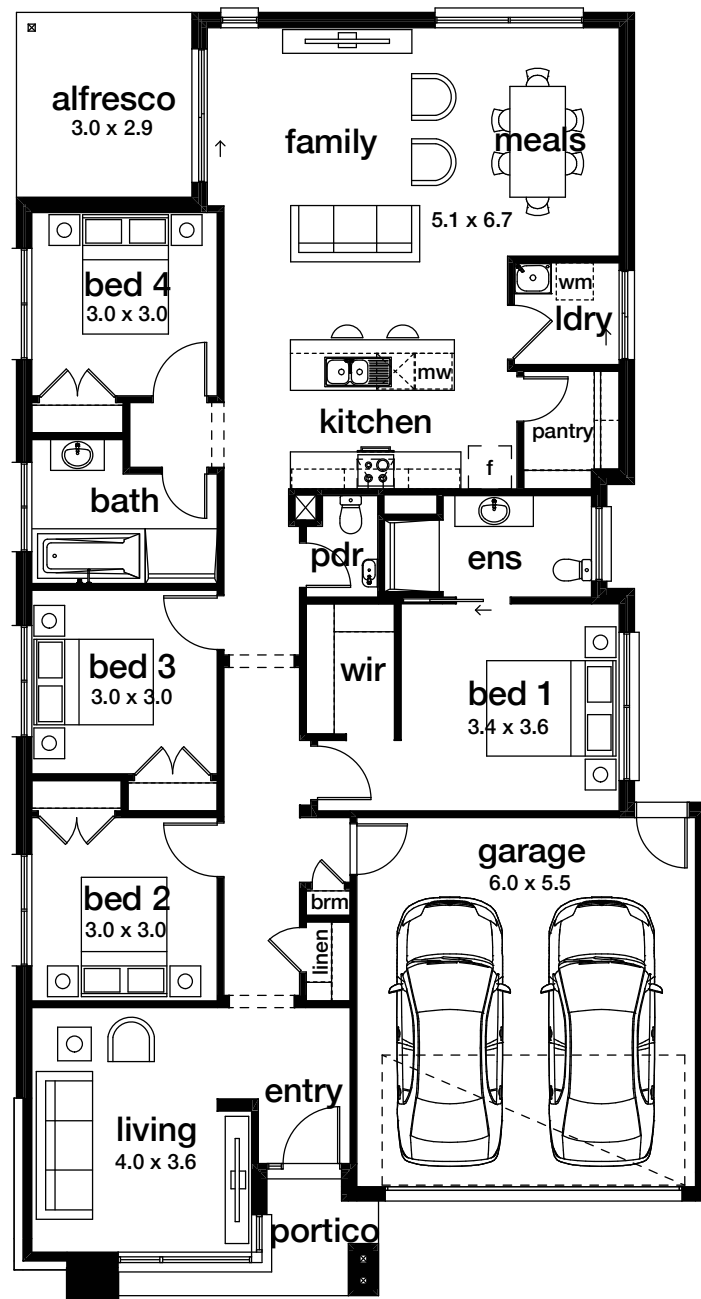 alfresco
3.0 x 2.9
family
meals
5.1 x 6.7
bed 4
3.0 x 3.0
wm
ldry
mw
kitchen
pantry
f
bath
pdr
ens
bed 3
3.0 x 3.0
wir
bed 1
3.4 x 3.6
garage
6.0 x 5.5
bed 2
3.0 x 3.0
brm
linen
entry
living
4.0 x 3.6
portico